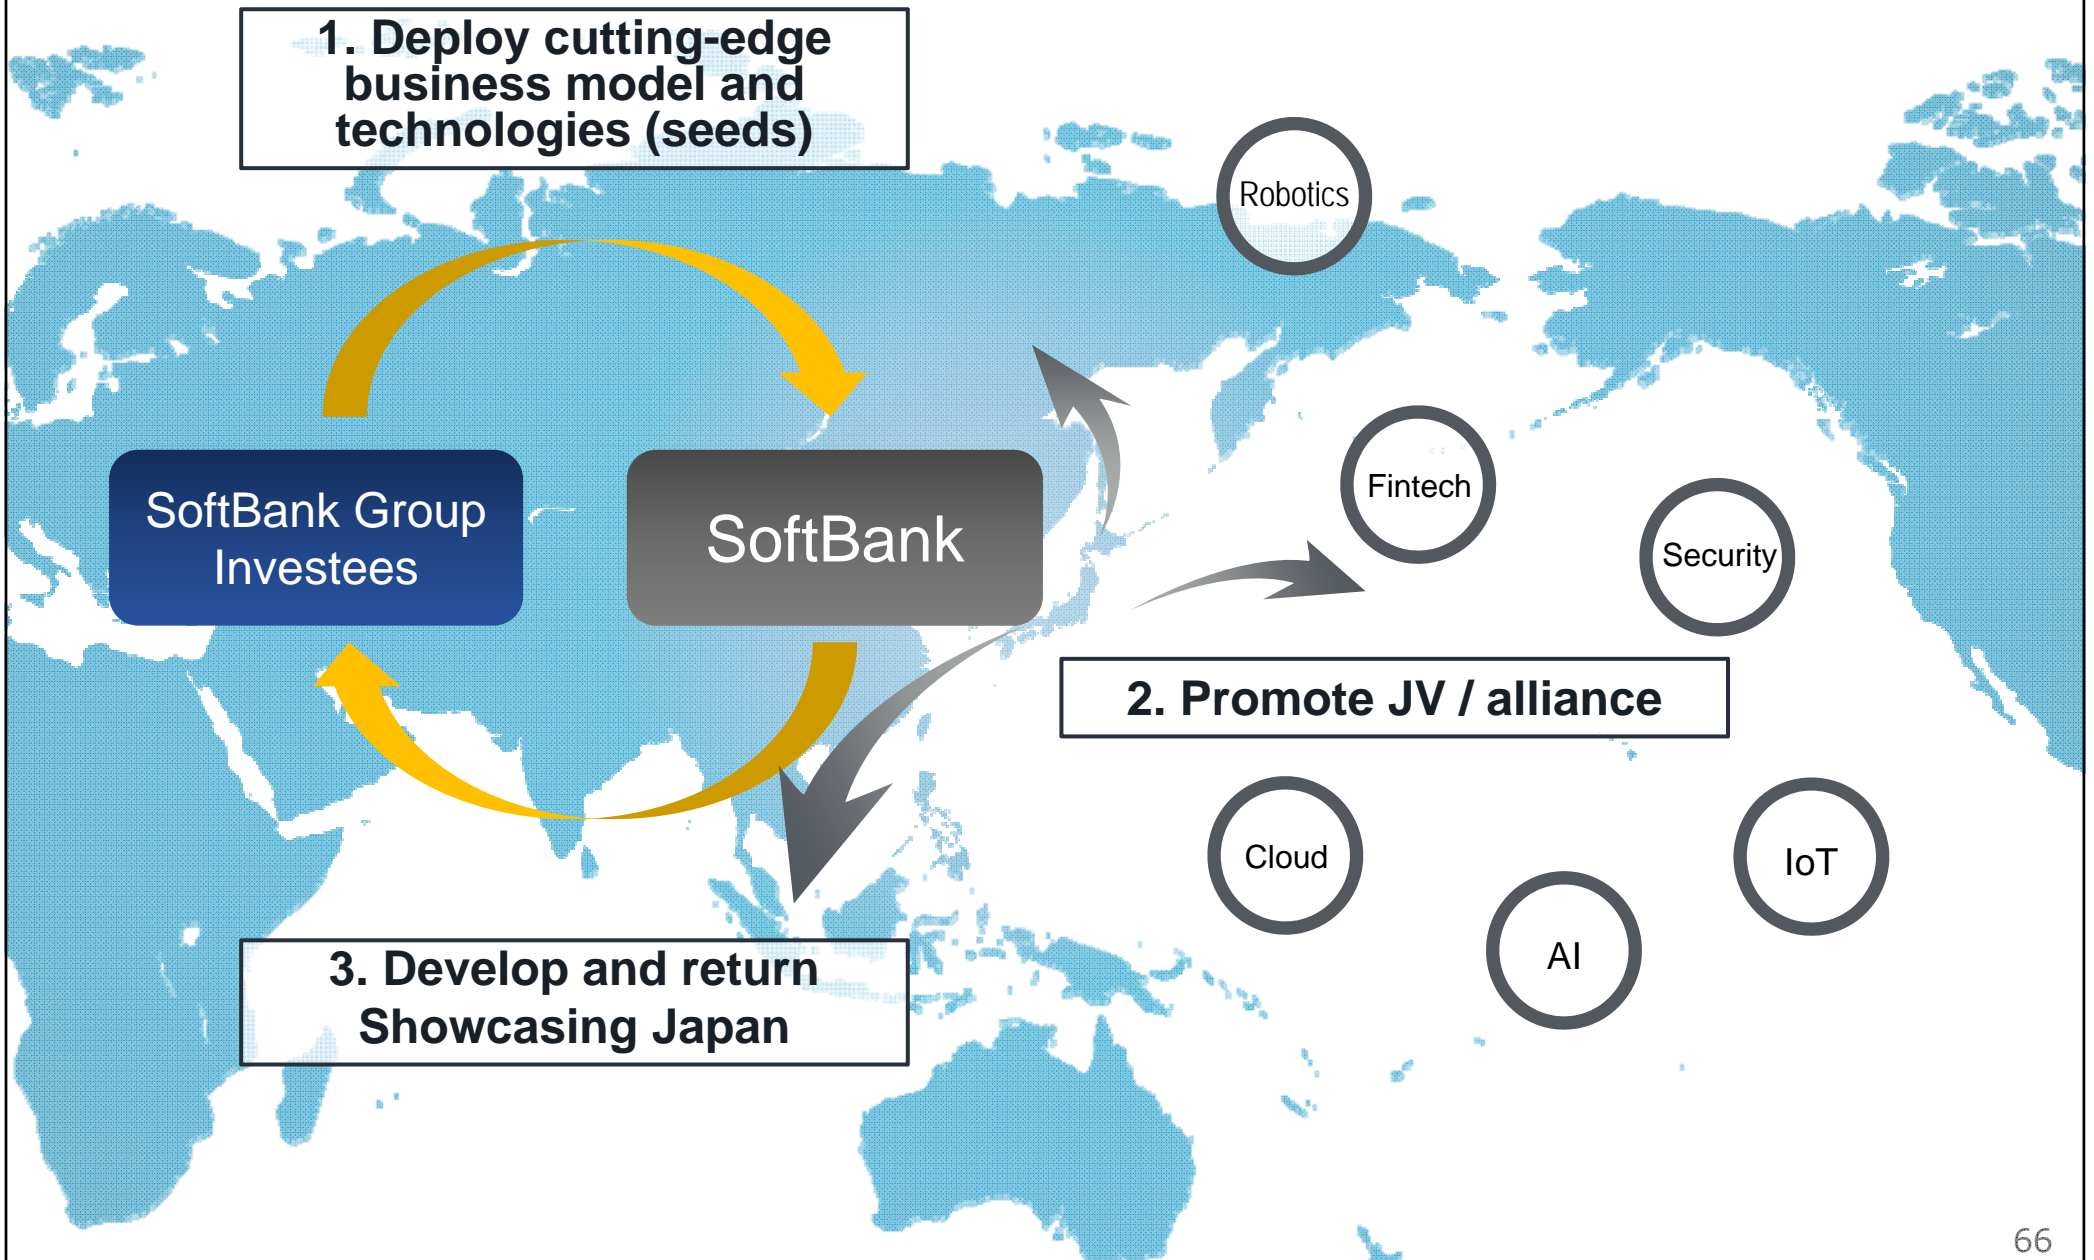 1. Deploy cutting-edge
business model and
technologies (seeds)
Robotics
Fintech
Security
SoftBank Group
Investees
SoftBank
2. Promote JV / alliance
Cloud
IoT
AI
3. Develop and return
Showcasing Japan
66